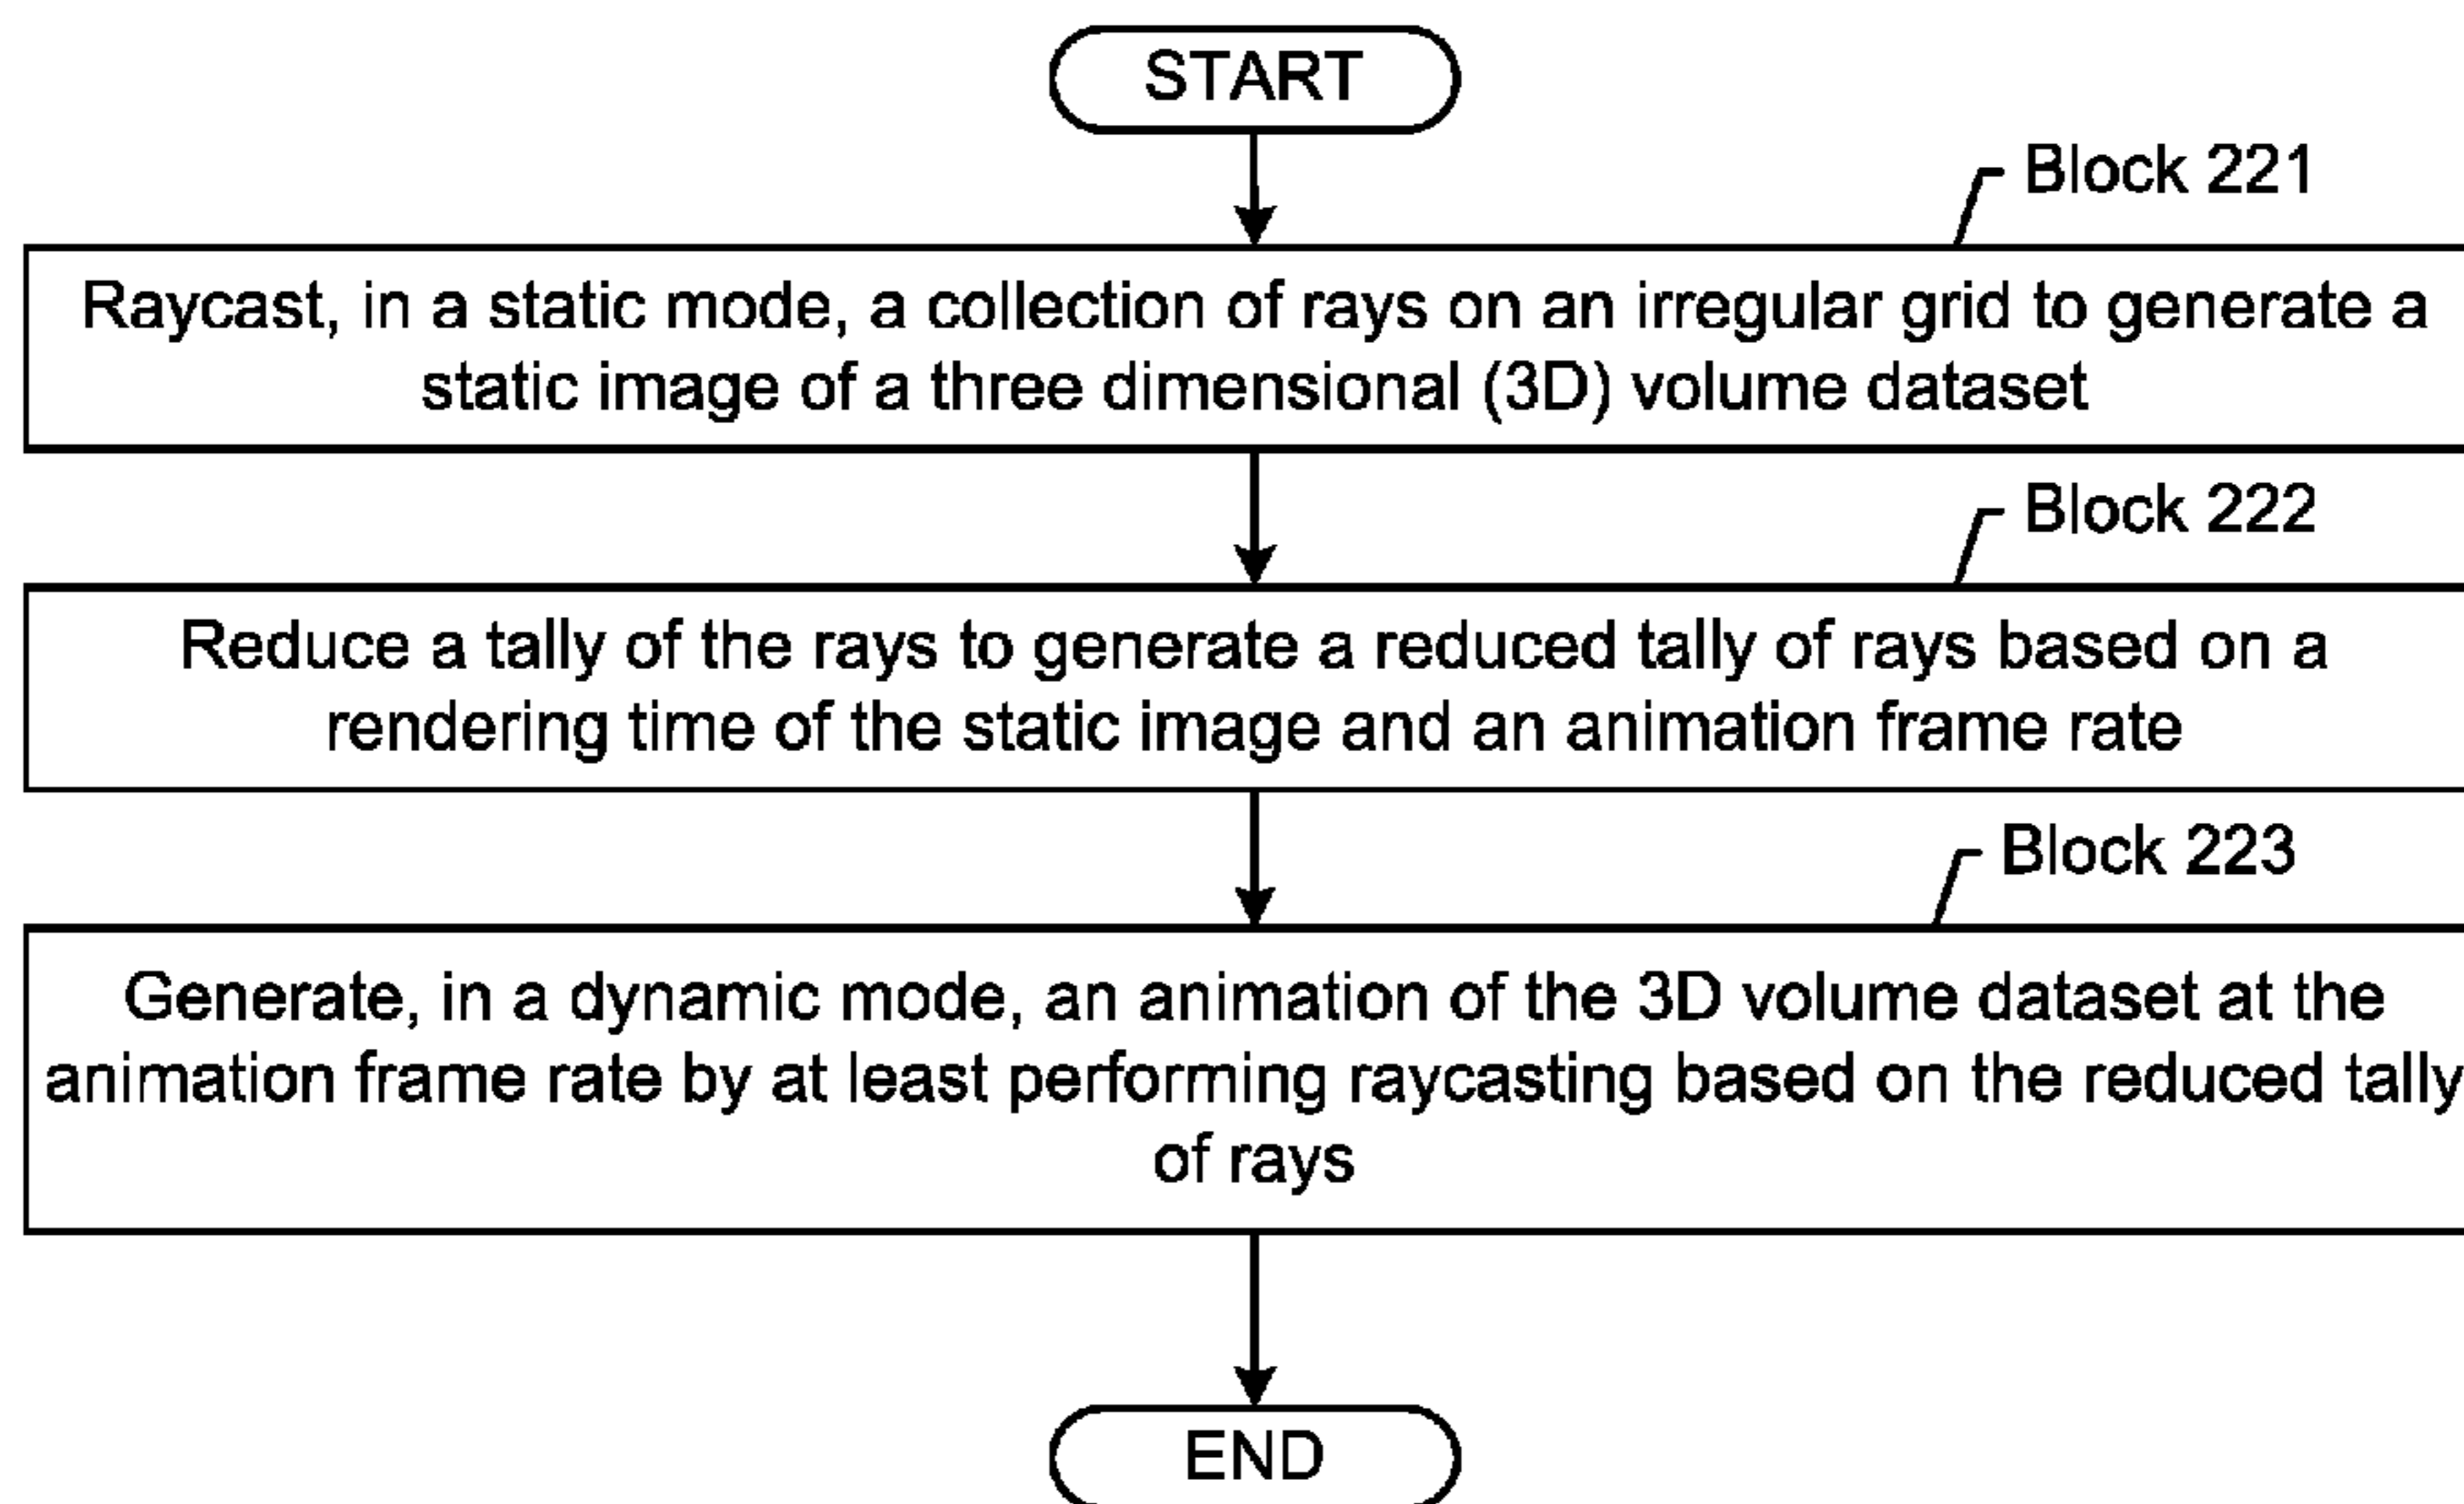 START
Block 221
Raycast, in a static mode, a collection of rays on an irregular grid to generate a
static image of a three dimensional (3D) volume dataset
Block 222
Reduce a tally of the rays to generate a reduced tally of rays based on a
rendering time of the static image and an animation frame rate
Block 223
Generate, in a dynamic mode, an animation of the 3D volume dataset at the
animation frame rate by at least performing raycasting based on the reduced tally
of rays
END